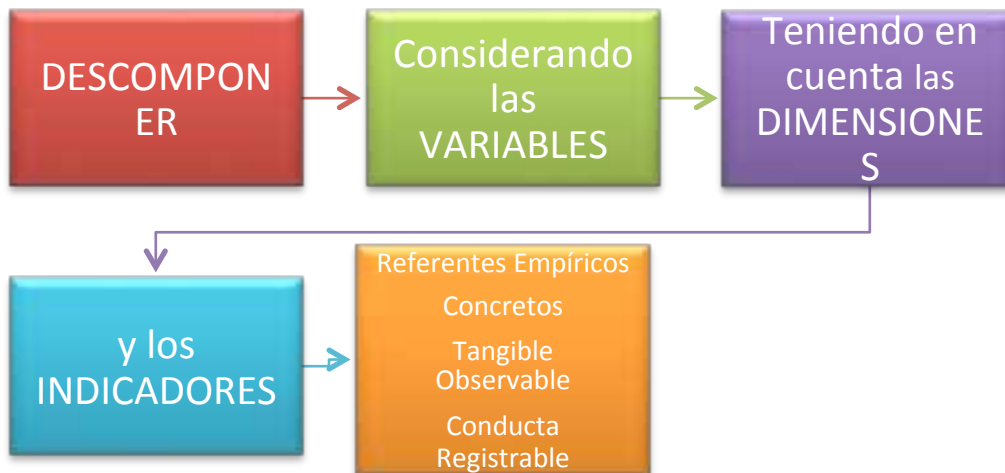 DESCOMPON
ER
Considerando
las
VARIABLES
Teniendo en
cuenta las
DIMENSIONE
S
y los
INDICADORES
Referentes Empíricos
Concretos
Tangible
Observable
Conducta
Registrable